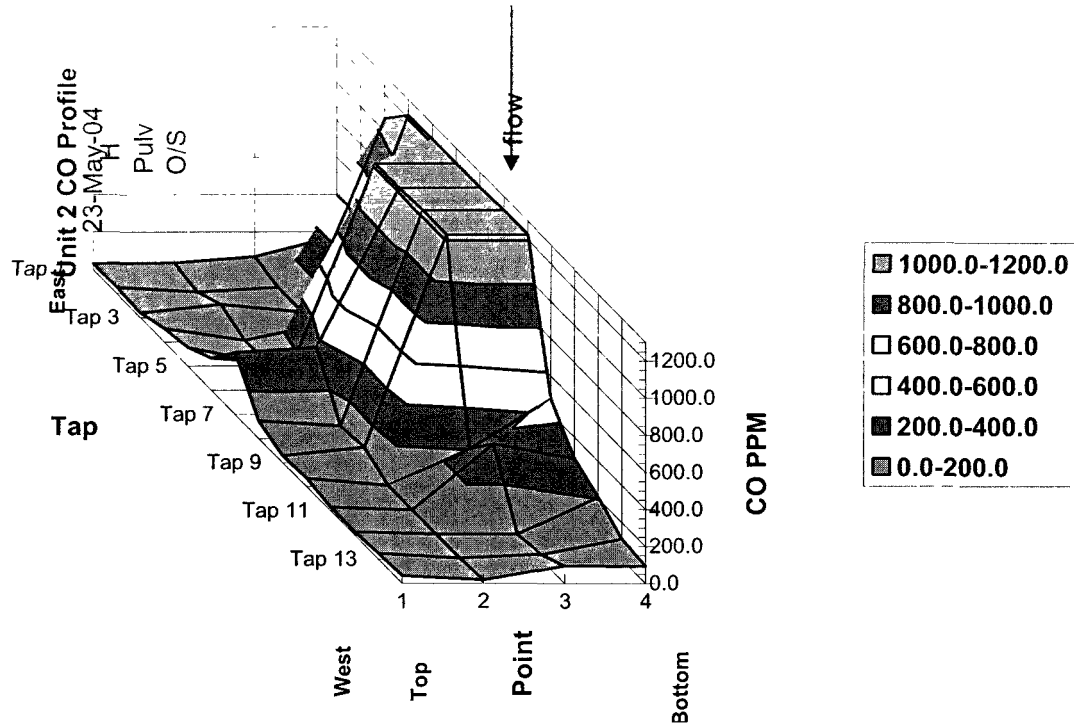 Unit 2 CO Profile
23-May-04
H
Pulv
O/S
flow
East
Tap
Tap 3
Tap 5
Tap 7
Tap 9
Tap 11
Tap 13
Tap
1
2
3
4
West
Top
Point
Bottom
1200.0
1000.0
800.0
600.0
400.0
200.0
0.0
CO PPM
1000.0-1200.0
800.0-1000.0
600.0-800.0
400.0-600.0
200.0-400.0
0.0-200.0